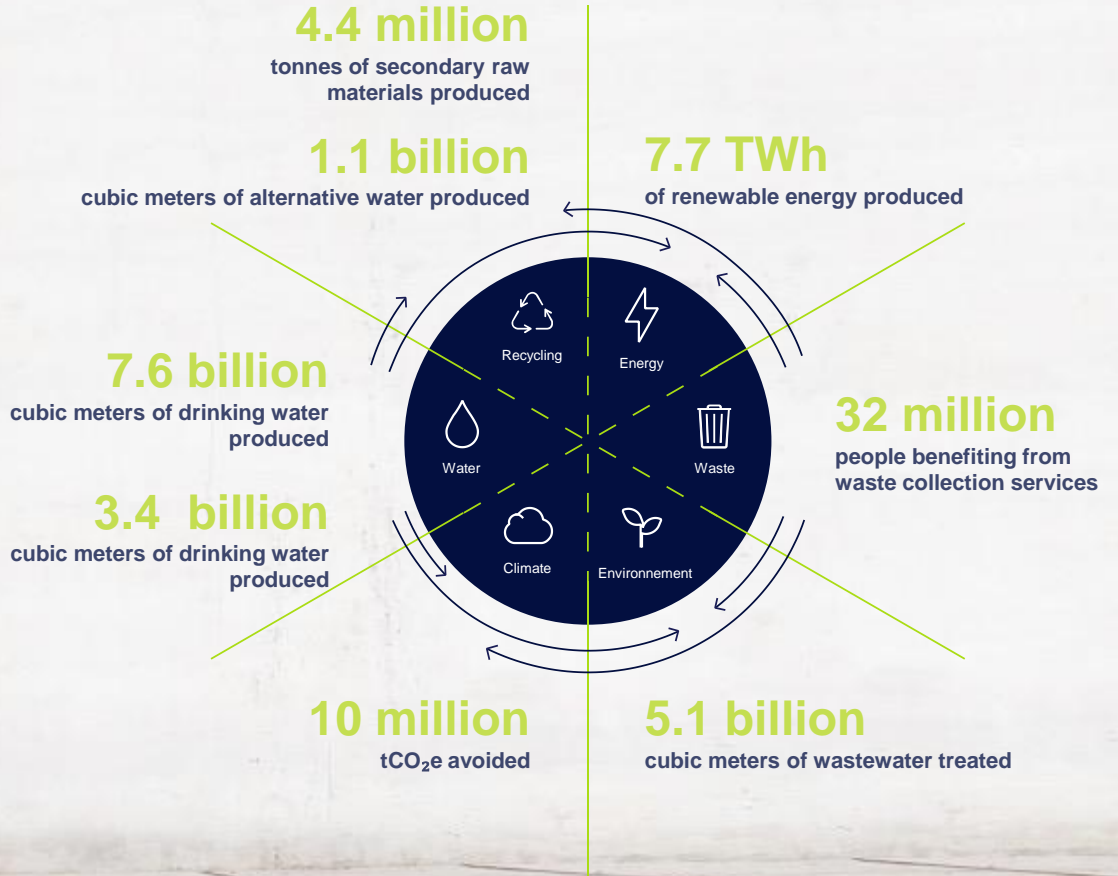 4.4 million
tonnes of secondary raw
materials produced
1.1 billion
cubic meters of alternative water produced
7.7 TWh
of renewable energy produced
Recycling
Energy
7.6 billion
cubic meters of drinking water
produced
Water
Waste
32 million
people benefiting from
waste collection services
3.4 billion
cubic meters of drinking water
produced
Climate
Environnement
10 million
tCO₂e avoided
5.1 billion
cubic meters of wastewater treated